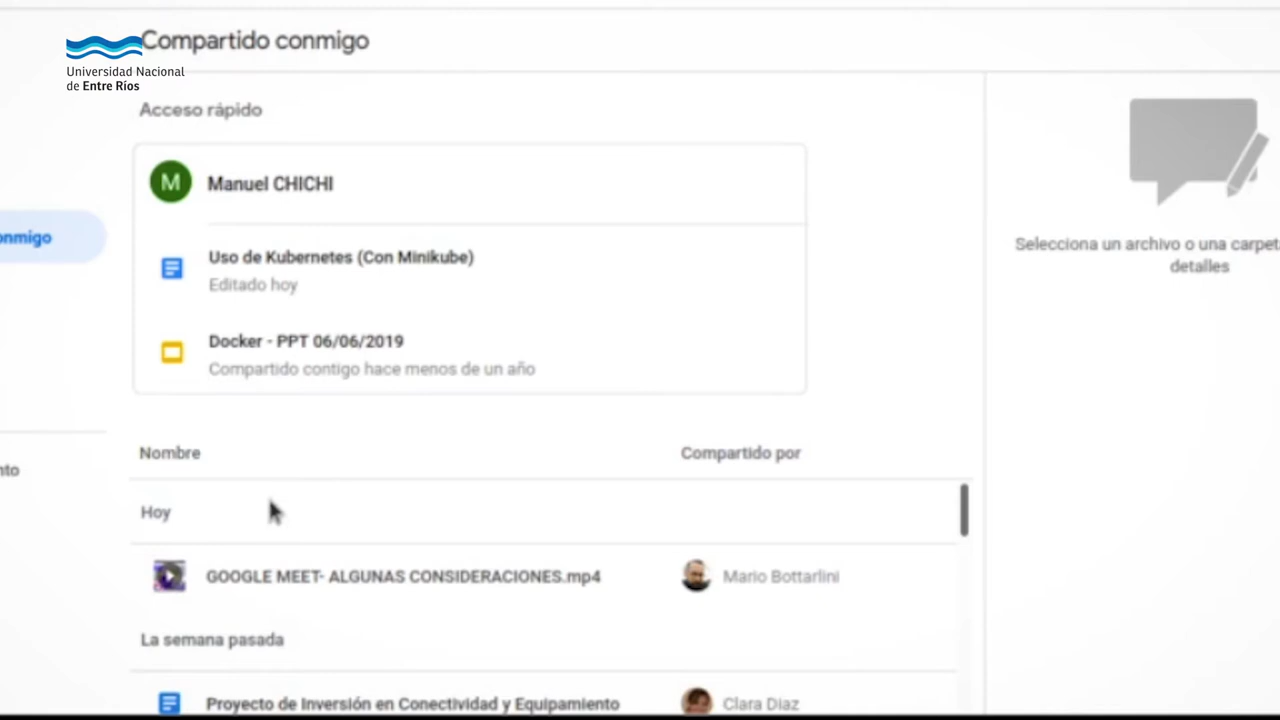 Compartido conmigo
Universidad Nacional
de Entre Ríos
Acceso rápido
M
Manuel CHICHI
onmigo
Uso de Kubernetes (Con Minikube)
Editado hoy
Docker - PPT 06/06/2019
Compartido contigo hace menos de un año
Selecciona un archivo o una carpeta
detalles
Nombre
Compartido por
nto
Hoy
GOOGLE MEET- ALGUNAS CONSIDERACIONES.mp4
Mario Bottarlini
La semana pasada
Proyecto de Inversión en Conectividad y Equipamiento
Clara Diaz